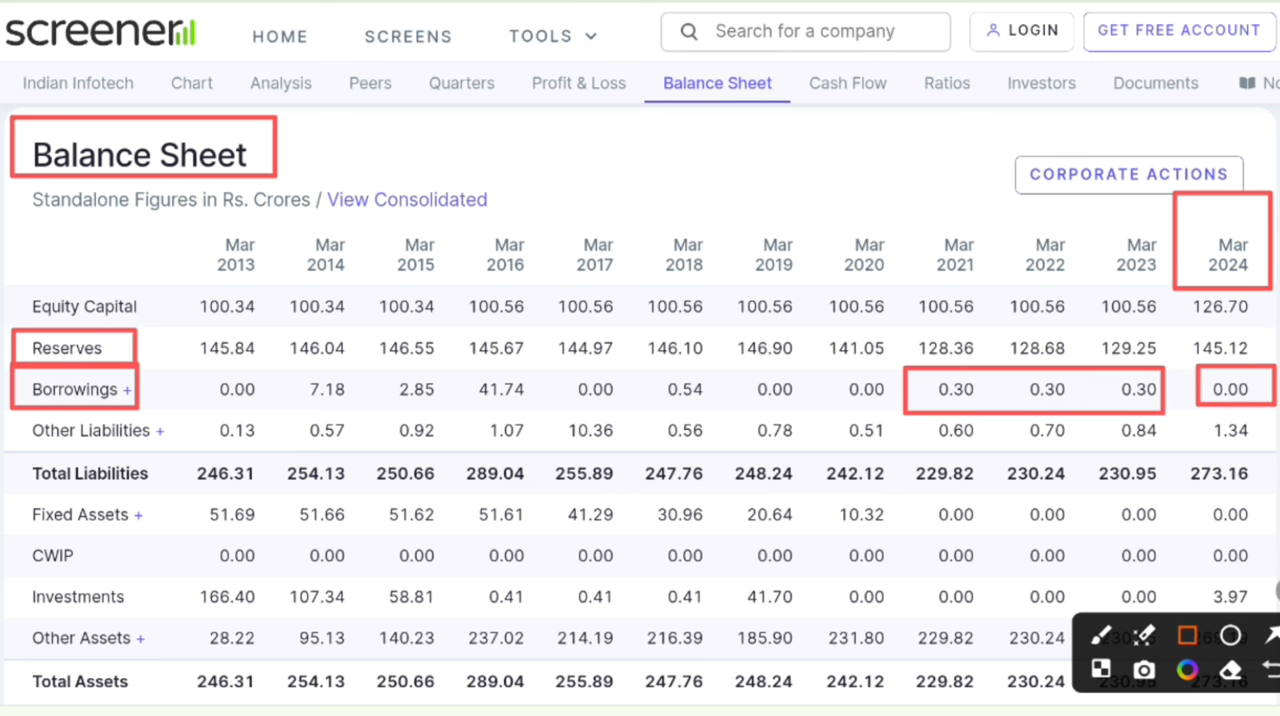 screener HOME SCREENS TOOLS Search for a company LOGIN GET FREE ACCOUNT
Indian Infotech Chart Analysis Peers Quarters Profit & Loss Balance Sheet Cash Flow Ratios Investors Documents
Balance Sheet
CORPORATE ACTIONS
Standalone Figures in Rs. Crores / View Consolidated
Mar 2013 Mar 2014 Mar 2015 Mar 2016 Mar 2017 Mar 2018 Mar 2019 Mar 2020 Mar 2021 Mar 2022 Mar 2023 Mar 2024
Equity Capital 100.34 100.34 100.34 100.56 100.56 100.56 100.56 100.56 100.56 100.56 100.56 126.70
Reserves 145.84 146.04 146.55 145.67 144.97 146.10 146.90 141.05 128.36 128.68 129.25 145.12
Borrowings + 0.00 7.18 2.85 41.74 0.00 0.54 0.00 0.00 0.30 0.30 0.30 0.00
Other Liabilities + 0.13 0.57 0.92 1.07 10.36 0.56 0.78 0.51 0.60 0.70 0.84 1.34
Total Liabilities 246.31 254.13 250.66 289.04 255.89 247.76 248.24 242.12 229.82 230.24 230.95 273.16
Fixed Assets + 51.69 51.66 51.62 51.61 41.29 30.96 20.64 10.32 0.00 0.00 0.00 0.00
CWIP 0.00 0.00 0.00 0.00 0.00 0.00 0.00 0.00 0.00 0.00 0.00 0.00
Investments 166.40 107.34 58.81 0.41 0.41 0.41 41.70 0.00 0.00 0.00 0.00 3.97
Other Assets + 28.22 95.13 140.23 237.02 214.19 216.39 185.90 231.80 229.82 230.24
Total Assets 246.31 254.13 250.66 289.04 255.89 247.76 248.24 242.12 229.82 230.24 230.95 273.16